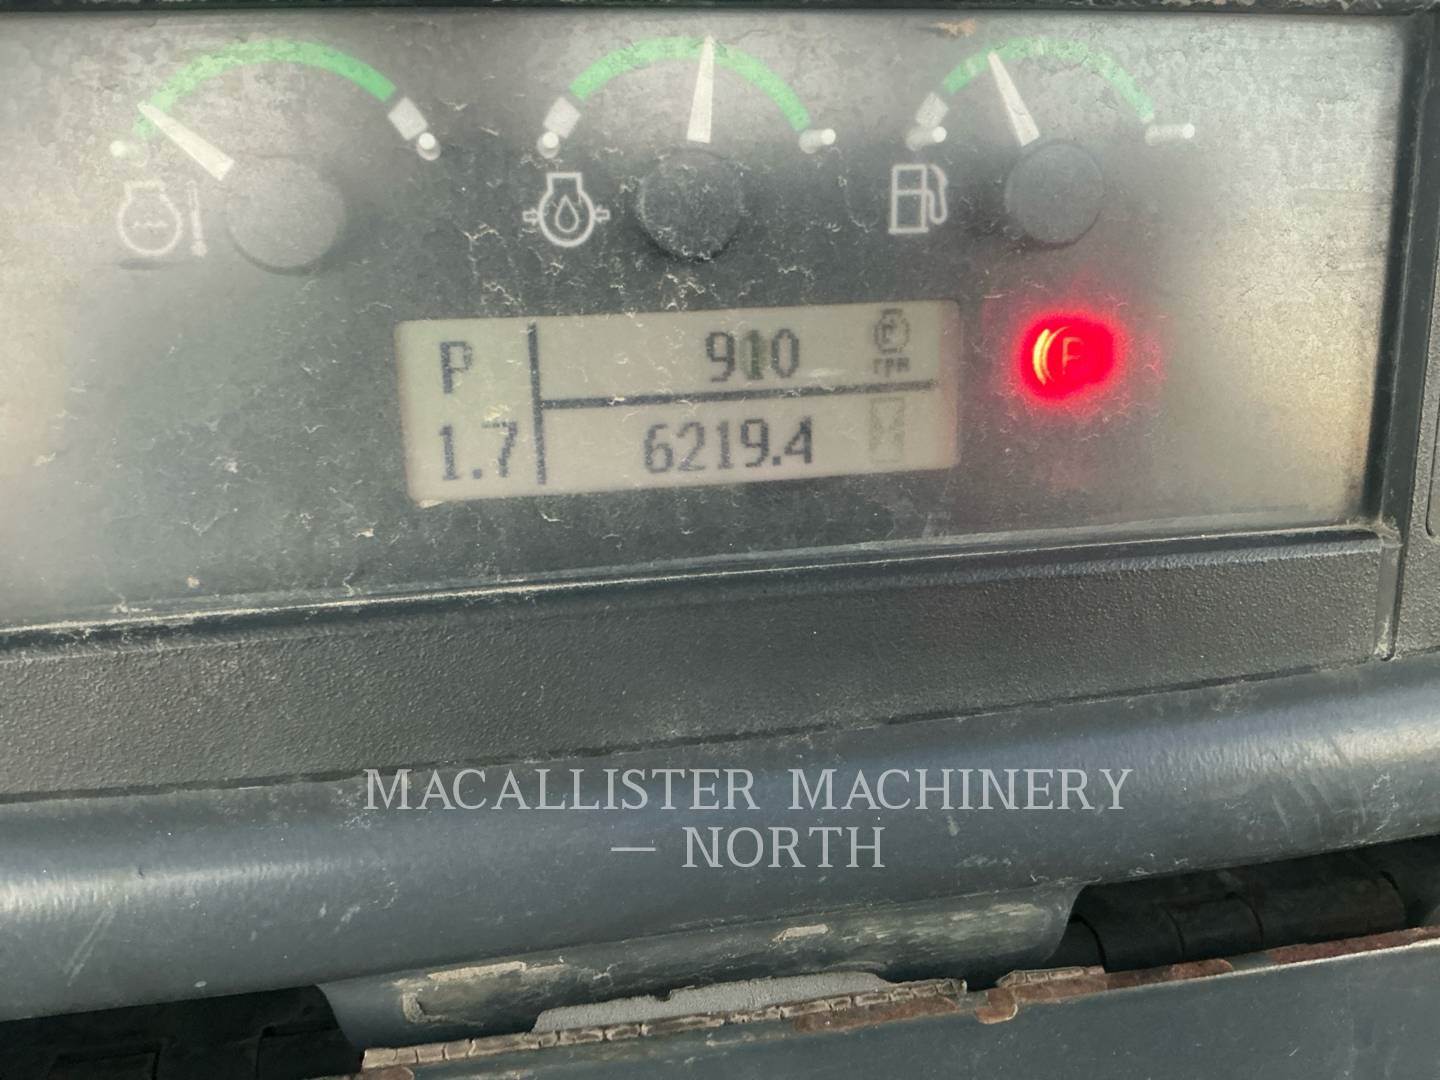 P 910
rpm
1.7 6219.4
P
MACALLISTER MACHINERY
— NORTH